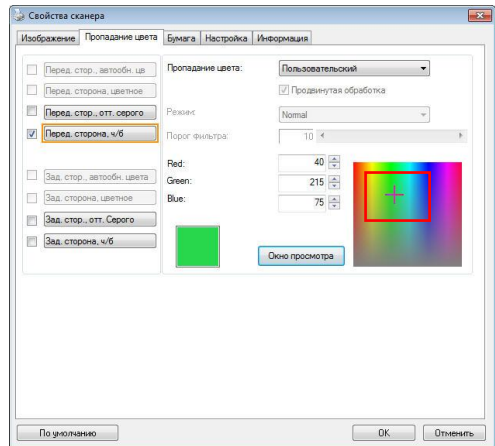 Свойства сканера
Изображение Пропадание цвета Бумага Настройка Информация
Перед. стор., автообн. цв
Перед. сторона, цветное
Перед. стор., отт. серого
Перед. сторона, ч/б
Зад. стор., автообн. цвета
Зад. сторона, цветное
Зад. стор., отт. Серого
Зад. сторона, ч/б
Пропадание цвета: Пользовательский
Продвинутая обработка
Режим: Normal
Порог фильтра: 10
Red: 40
Green: 215
Blue: 75
Окно просмотра
По умолчанию OK Отменить